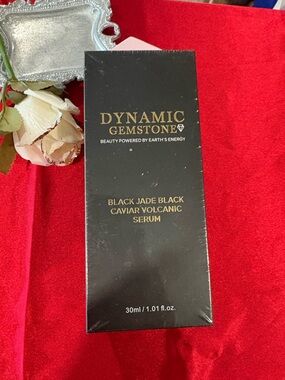 DYNAMIC
GEMSTONE
BEAUTY POWERED BY EARTH'S ENERGY
BLACK JADE BLACK
CAVIAR VOLCANIC
SERUM
30ml / 1.01 fl.oz.